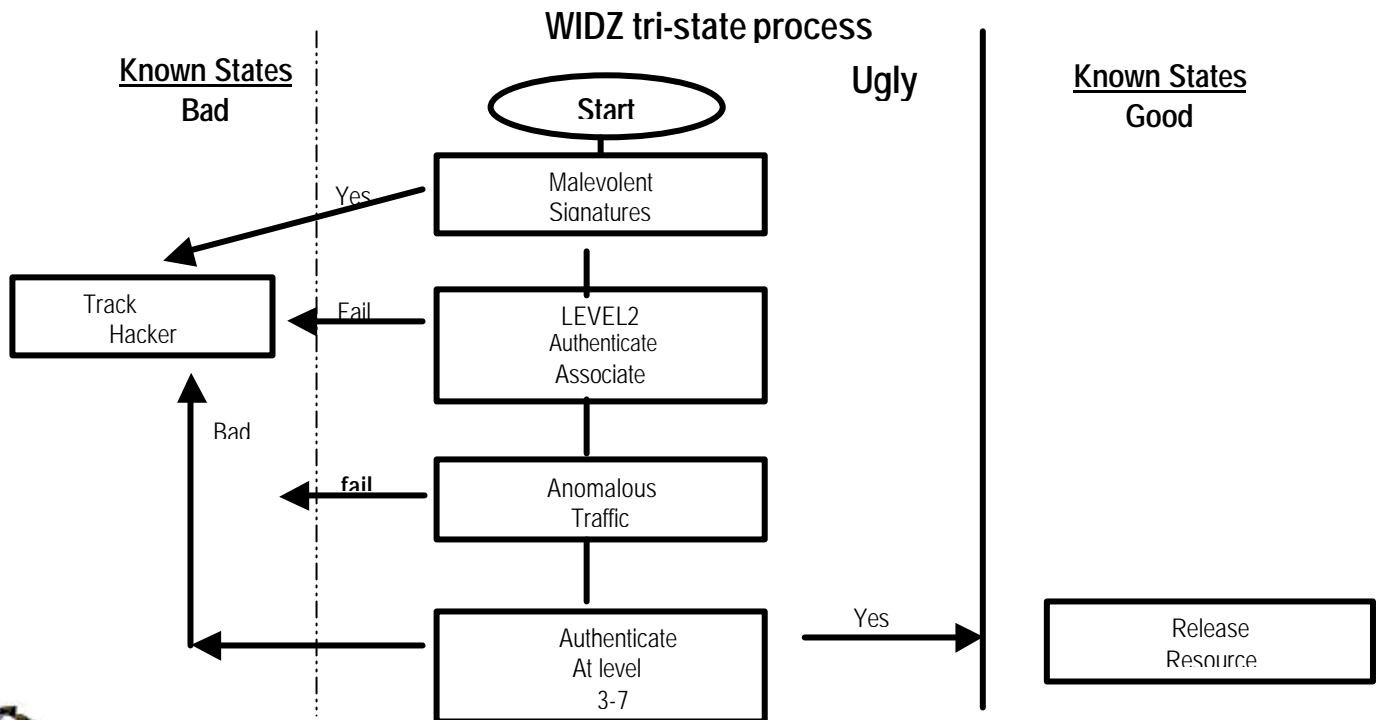 WIDZ tri-state process
Known States
Bad
Ugly
Known States
Good
Start
Malevolent
Signatures
Yes
Track
Hacker
Fail
LEVEL2
Authenticate
Associate
Bad
fail
Anomalous
Traffic
Authenticate
At level
3-7
Yes
Release
Resource